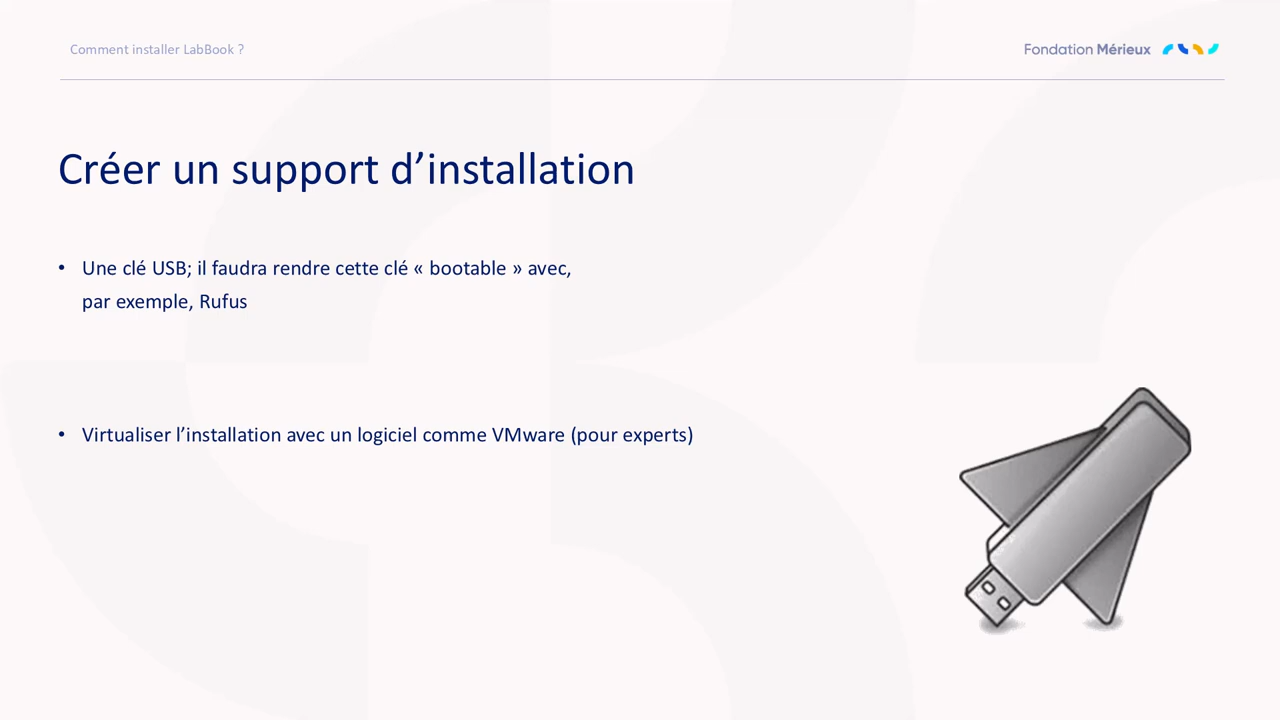 Comment installer LabBook ?
Fondation Mérieux
Créer un support d’installation
• Une clé USB; il faudra rendre cette clé « bootable » avec,
par exemple, Rufus
• Virtualiser l’installation avec un logiciel comme VMware (pour experts)